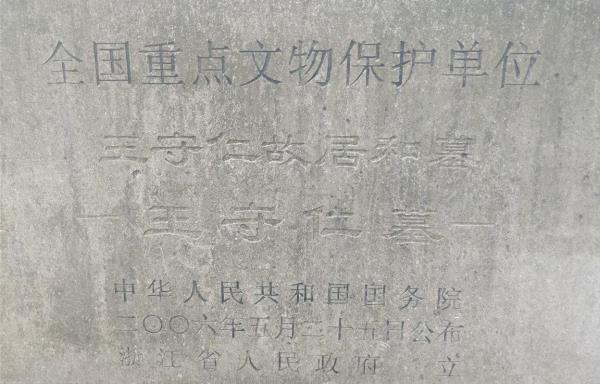 全国重点文物保护单位
王守仁故居和墓
—王守仁墓—
中华人民共和国国务院
二〇〇六年五月二十五日公布
浙江省人民政府 立